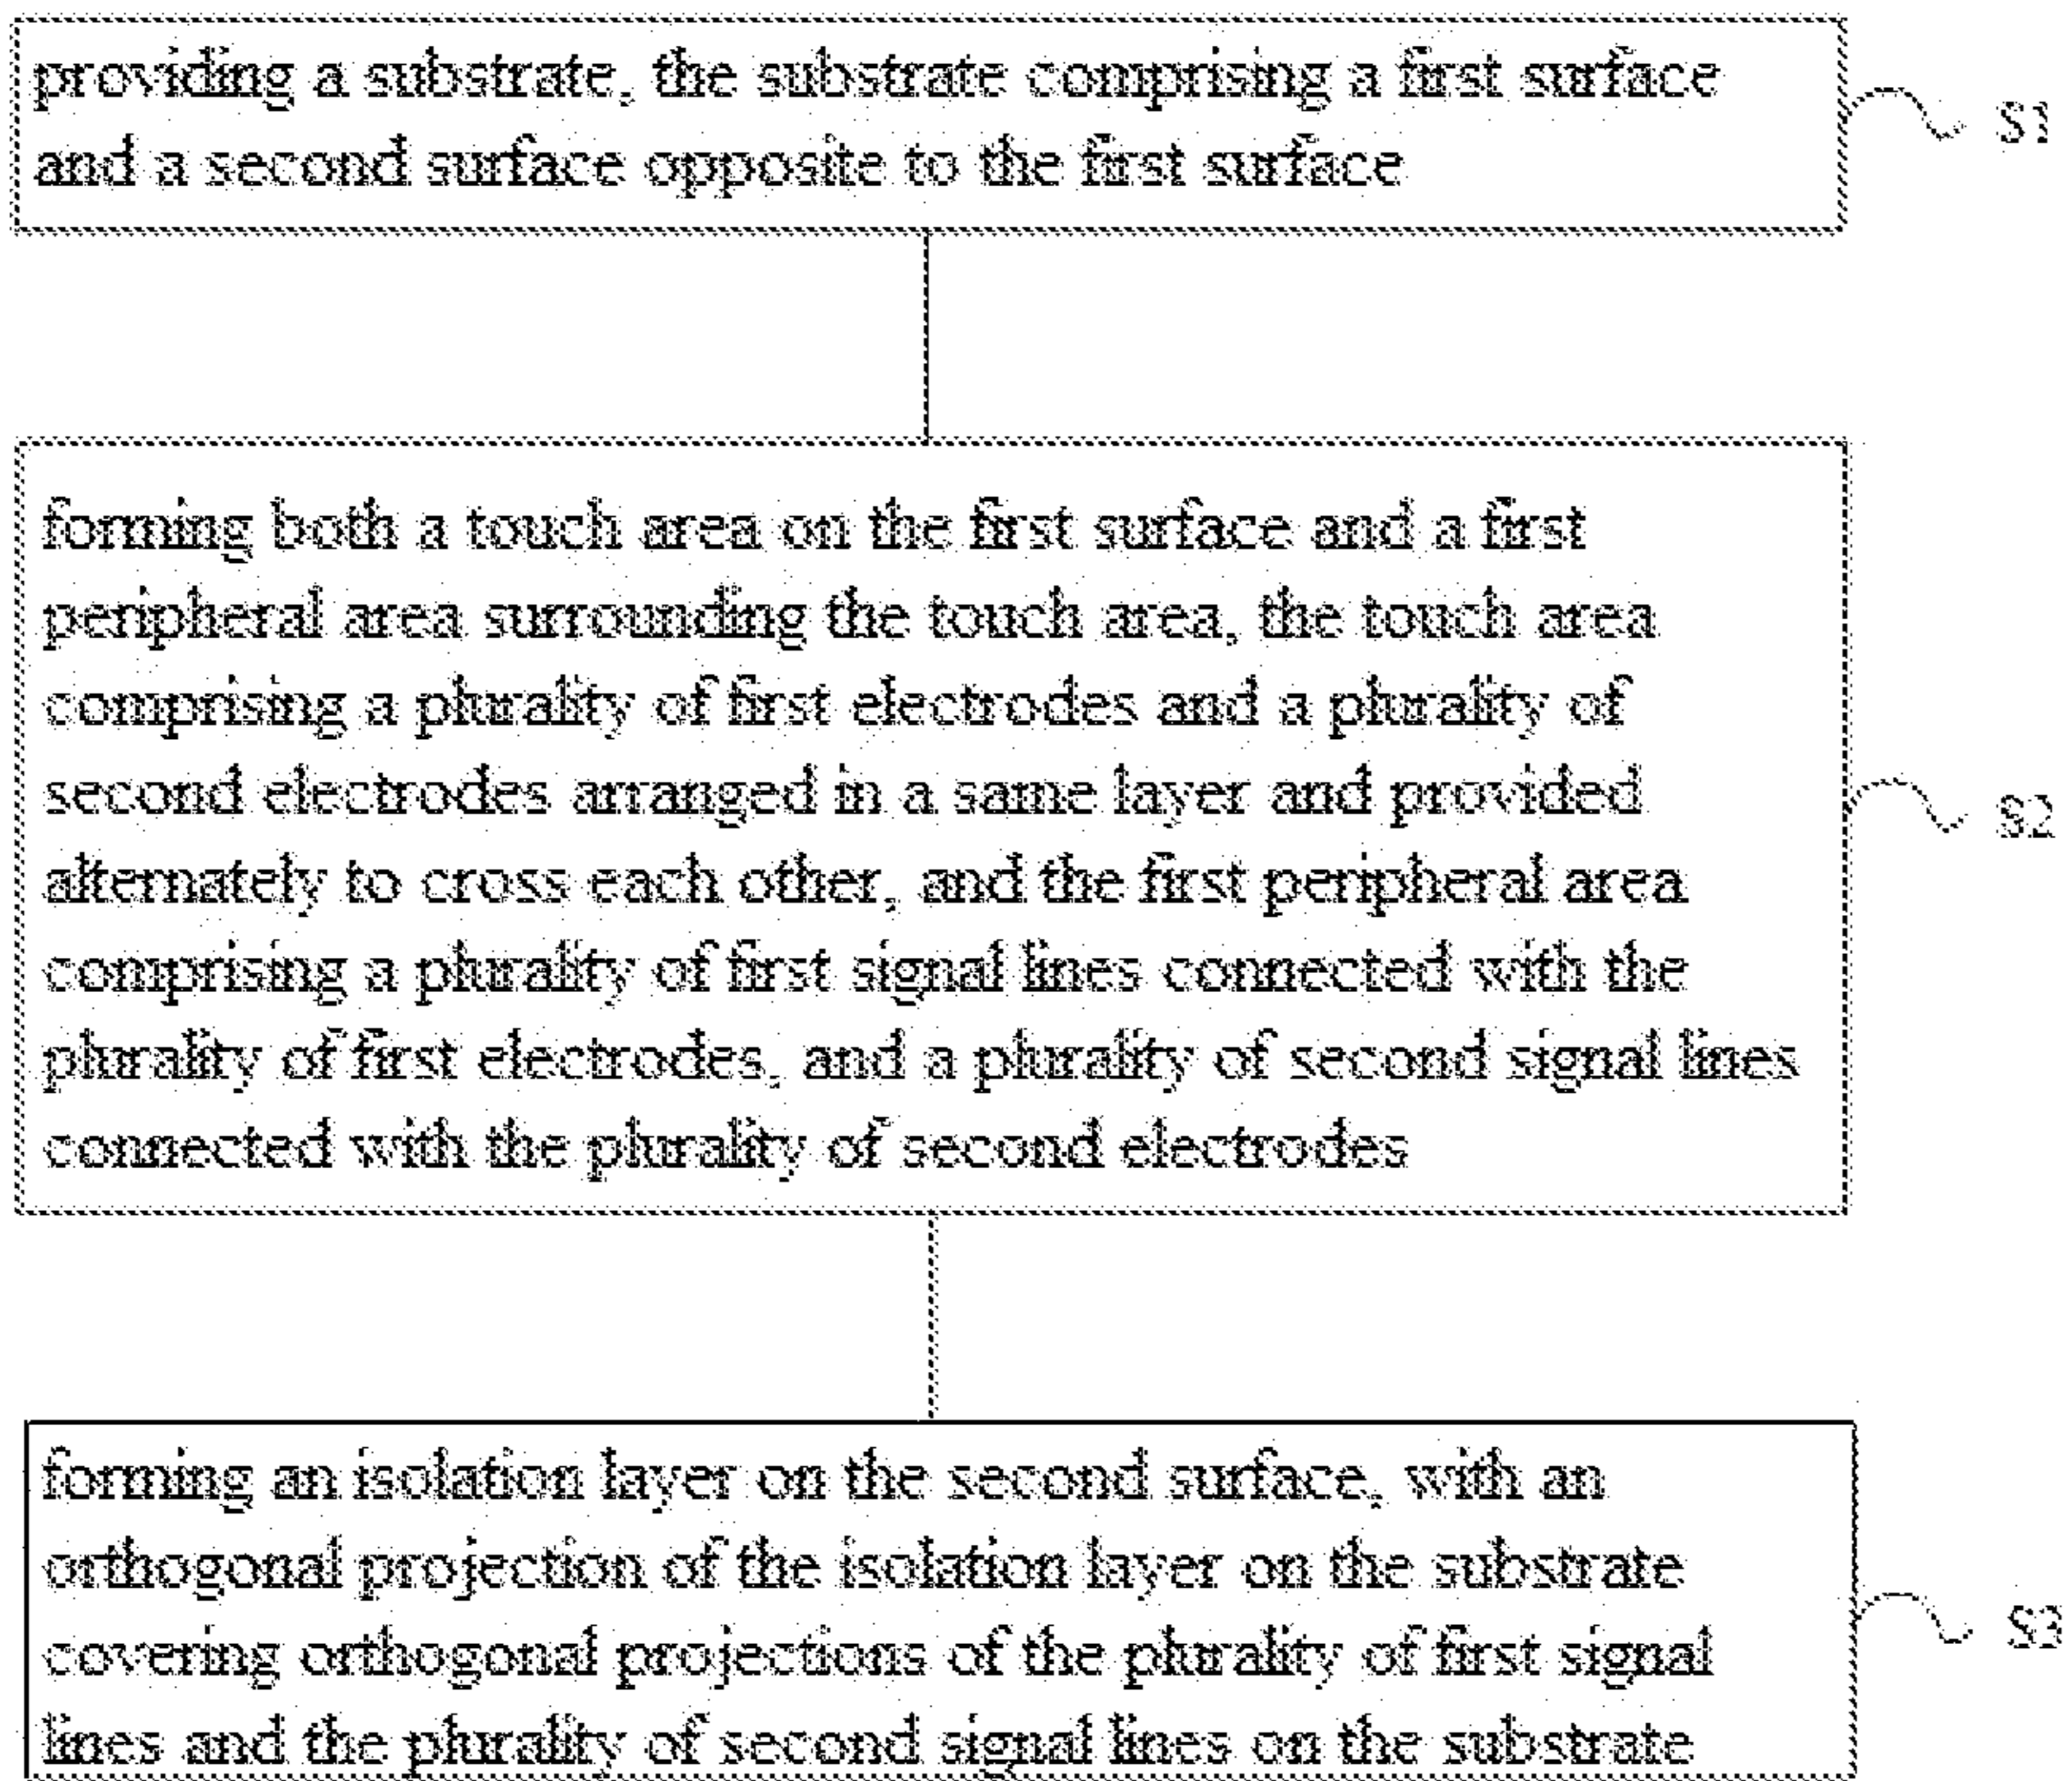 providing a substrate, the substrate comprising a first surface
and a second surface opposite to the first surface
S1
forming both a touch area on the first surface and a first
peripheral area surrounding the touch area, the touch area
comprising a plurality of first electrodes and a plurality of
second electrodes arranged in a same layer and provided
alternately to cross each other, and the first peripheral area
comprising a plurality of first signal lines connected with the
plurality of first electrodes, and a plurality of second signal lines
connected with the plurality of second electrodes
S2
forming an isolation layer on the second surface, with an
orthogonal projection of the isolation layer on the substrate
covering orthogonal projections of the plurality of first signal
lines and the plurality of second signal lines on the substrate
S3